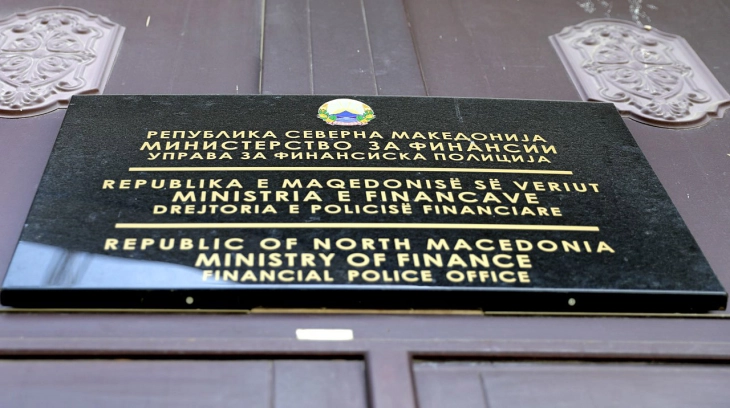 РЕПУБЛИКА СЕВЕРНА МАКЕДОНИЈА
МИНИСТЕРСТВО ЗА ФИНАНСИИ
УПРАВА ЗА ФИНАНСИСКА ПОЛИЦИЈА
REPUBLIKA E MAQEDONISË SË VERIUT
MINISTRIA E FINANCAVE
DREJTORIA E POLICISË FINANCIARE
REPUBLIC OF NORTH MACEDONIA
MINISTRY OF FINANCE
FINANCIAL POLICE OFFICE